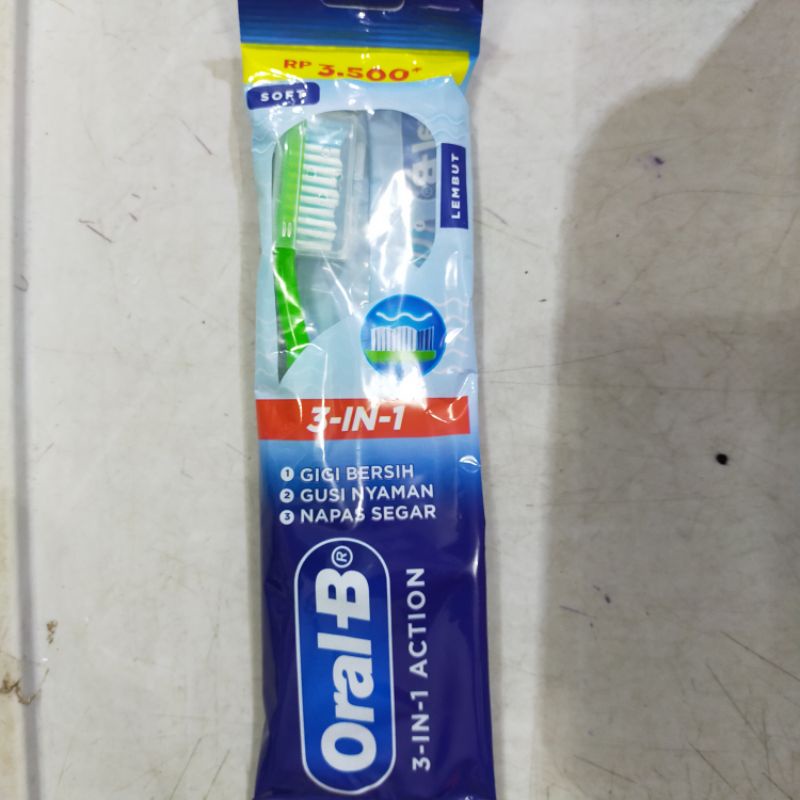 RP 3.500+
SOFT
LEMBUT
3-IN-1
1 GIGI BERSIH
2 GUSI NYAMAN
3 NAPAS SEGAR
Oral-B®
3-IN-1 ACTION